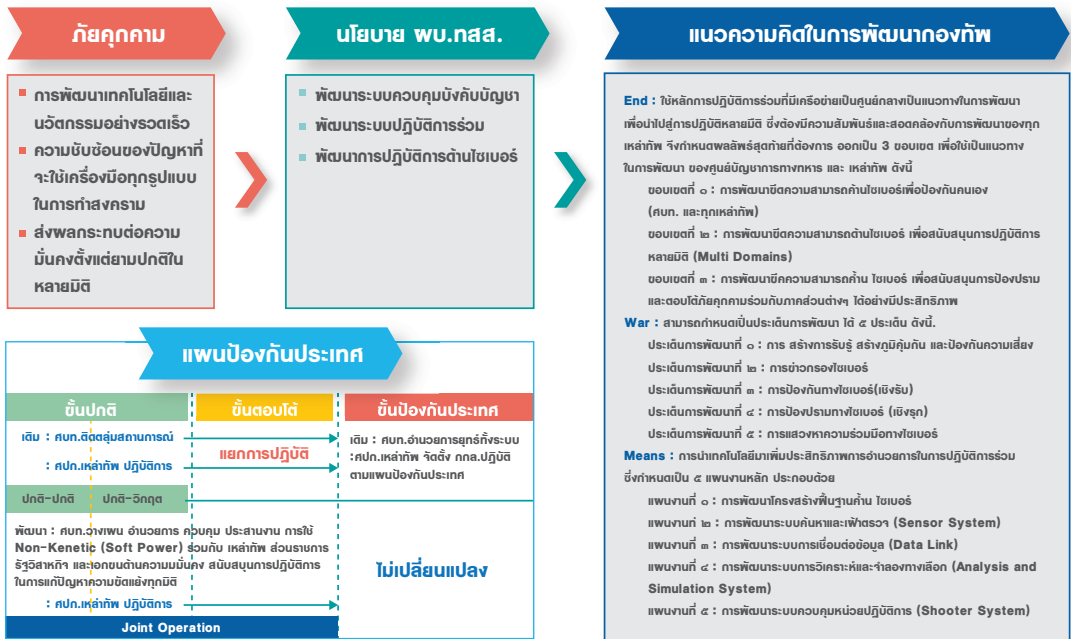 ภัยคุกคาม
การพัฒนาเทคโนโลยีและ
นวัตกรรมอย่างรวดเร็ว
ความซับซ้อนของปัญหาที่
จะใช้เครื่องมือทุกรูปแบบ
ในการทำสงคราม
ส่งผลกระทบต่อความ
มั่นคงตั้งแต่ยามปกติใน
หลายมิติ
นโยบาย ผบ.ทสส.
พัฒนาระบบควบคุมบังคับบัญชา
พัฒนาระบบปฏิบัติการร่วม
พัฒนาการปฏิบัติการด้านไซเบอร์
แนวความคิดในการพัฒนากองทัพ
End : ใช้หลักการปฏิบัติการร่วมที่มีเครือข่ายเป็นศูนย์กลางเป็นแนวทางในการพัฒนา
เพื่อนำไปสู่การปฏิบัติหลายมิติ ซึ่งต้องมีความสัมพันธ์และสอดคล้องกับการพัฒนาของทุก
เหล่าทัพ จึงกำหนดผลลัพธ์สุดท้ายที่ต้องการ ออกเป็น 3 ขอบเขต เพื่อใช้เป็นแนวทาง
ในการพัฒนา ของศูนย์บัญชาการทางทหาร และ เหล่าทัพ ดังนี้
ขอบเขตที่ ๑ : การพัฒนาขีดความสามารถด้านไซเบอร์เพื่อป้องกันตนเอง
(ศบท. และทุกเหล่าทัพ)
ขอบเขตที่ ๒ : การพัฒนาขีดความสามารถด้านไซเบอร์ เพื่อสนับสนุนการปฏิบัติการ
หลายมิติ (Multi Domains)
ขอบเขตที่ ๓ : การพัฒนาขีดความสามารถด้าน ไซเบอร์ เพื่อสนับสนุนการป้องปราม
และตอบโต้ภัยคุกคามร่วมกับภาคส่วนต่างๆ ได้อย่างมีประสิทธิภาพ
War : สามารถกำหนดเป็นประเด็นการพัฒนา ได้ ๕ ประเด็น ดังนี้.
ประเด็นการพัฒนาที่ ๑ : การ สร้างการรับรู้ สร้างภูมิคุ้มกัน และป้องกันความเสี่ยง
ประเด็นการพัฒนาที่ ๒ : การข่าวกรองไซเบอร์
ประเด็นการพัฒนาที่ ๓ : การป้องกันทางไซเบอร์(เชิงรับ)
ประเด็นการพัฒนาที่ ๔ : การป้องปรามทางไซเบอร์ (เชิงรุก)
ประเด็นการพัฒนาที่ ๕ : การแสวงหาความร่วมมือทางไซเบอร์
Means : การนำเทคโนโลยีมาเพิ่มประสิทธิภาพการอำนวยการในการปฏิบัติการร่วม
ซึ่งกำหนดเป็น ๕ แผนงานหลัก ประกอบด้วย
แผนงานที่ ๑ : การพัฒนาโครงสร้างพื้นฐานด้าน ไซเบอร์
แผนงานที่ ๒ : การพัฒนาระบบค้นหาและเฝ้าตรวจ (Sensor System)
แผนงานที่ ๓ : การพัฒนาระบบการเชื่อมต่อข้อมูล (Data Link)
แผนงานที่ ๔ : การพัฒนาระบบการวิเคราะห์และจำลองทางเลือก (Analysis and
Simulation System)
แผนงานที่ ๕ : การพัฒนาระบบควบคุมหน่วยปฏิบัติการ (Shooter System)
แผนป้องกันประเทศ
ขั้นปกติ
ขั้นตอบโต้
ขั้นป้องกันประเทศ
เดิม : ศบท.ติดตลุ่มสถานการณ์
: ศปก.เหล่าทัพ ปฏิบัติการ
แยกการปฏิบัติ
เดิม : ศบท.อำนวยการยุทธ์ทั้งระบบ
:ศปก.เหล่าทัพ จัดตั้ง กกล.ปฏิบัติ
ตามแผนป้องกันประเทศ
ปกติ-ปกติ
ปกติ-วิกฤต
พัฒนา : ศบท.วางแผน อำนวยการ ควบคุม ประสานงาน การใช้
Non-Kenetic (Soft Power) ร่วมกับ เหล่าทัพ ส่วนราชการ
รัฐวิสาหกิจ และเอกชนด้านความมมั่นคง สนับสนุนการปฏิบัติการ
ในการแก้ปัญหาความขัดแย้งทุกมิติ
: ศปก.เหล่าทัพ ปฏิบัติการ
ไม่เปลี่ยนแปลง
Joint Operation